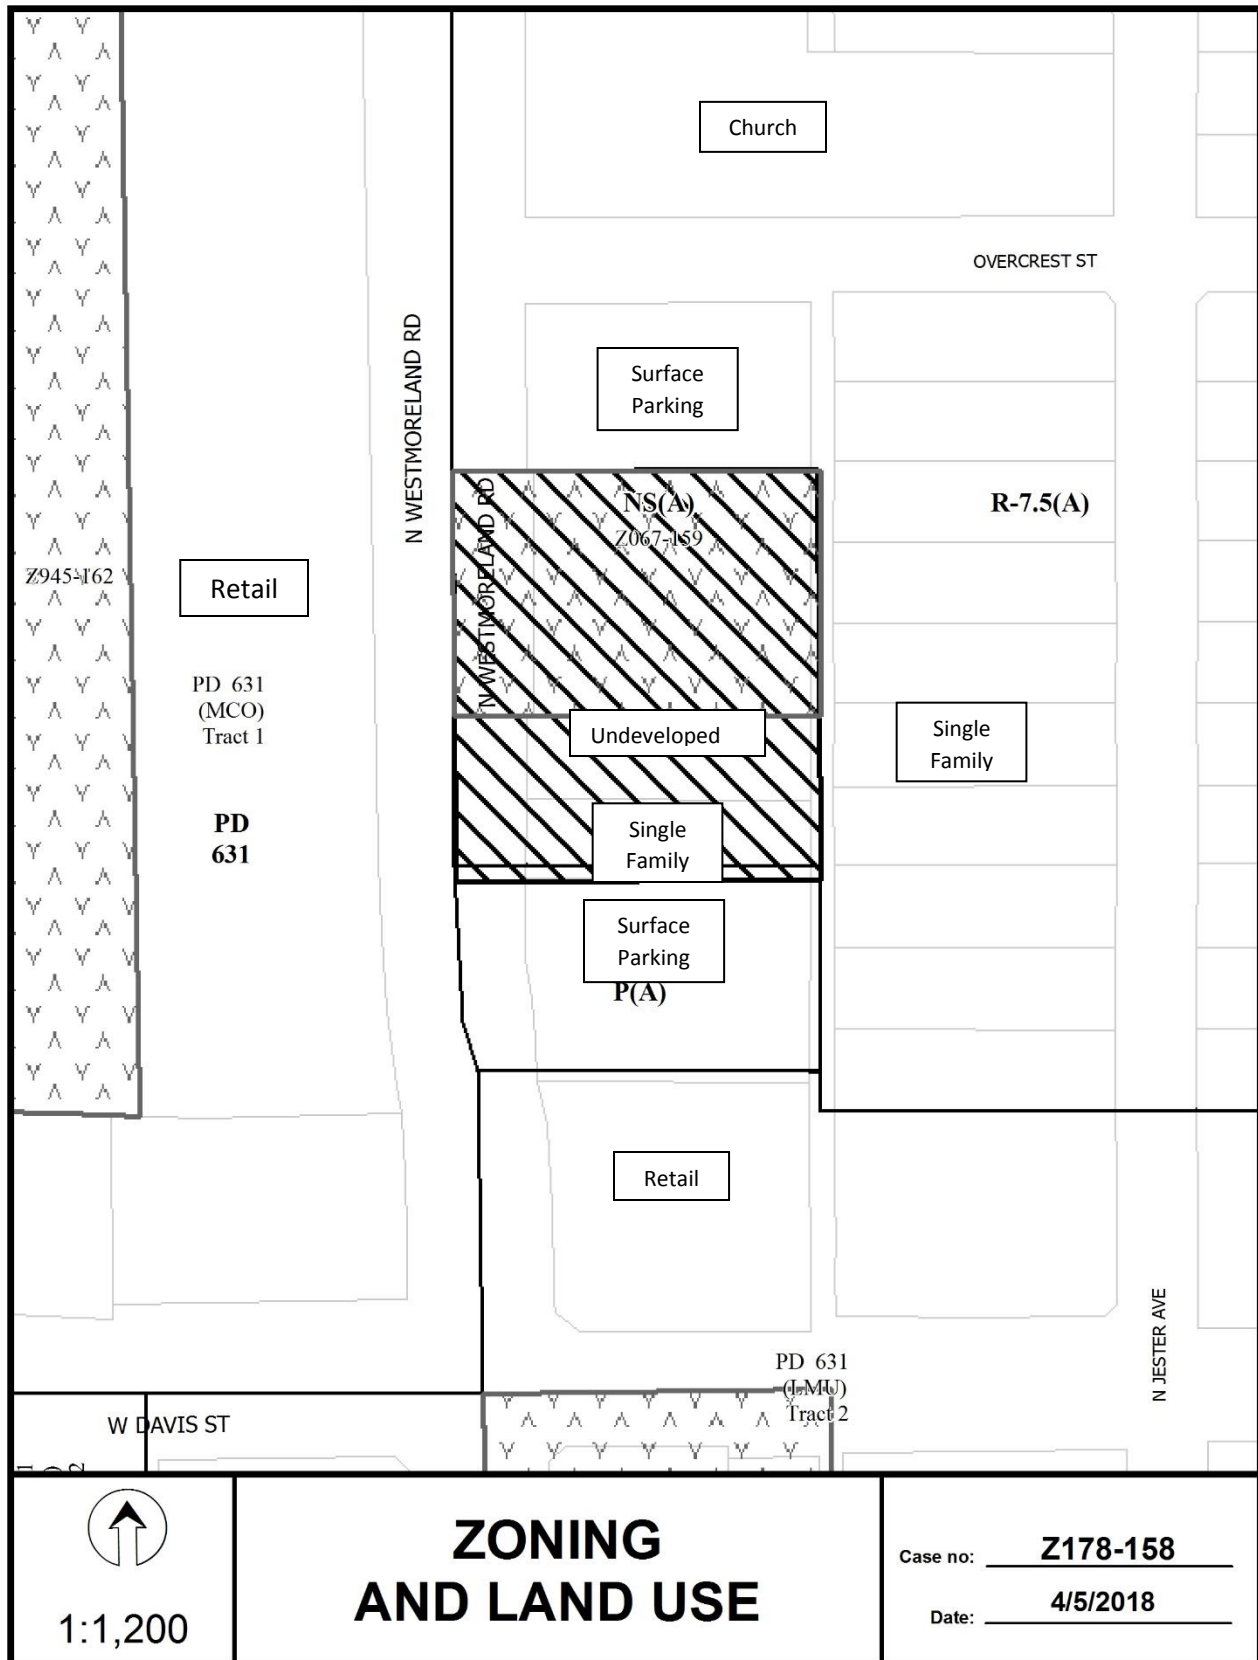 Church
OVERCREST ST
N WESTMORELAND RD
Surface
Parking
NS(A)
Z067-159
N WESTMORELAND RD
R-7.5(A)
Z945-162
Retail
PD 631
(MCO)
Tract 1
Undeveloped
Single
Family
PD
631
Single
Family
Surface
Parking
P(A)
Retail
N JESTER AVE
PD 631
(LMU)
Tract 2
W DAVIS ST
1:1,200
ZONING
AND LAND USE
Case no: Z178-158
Date: 4/5/2018